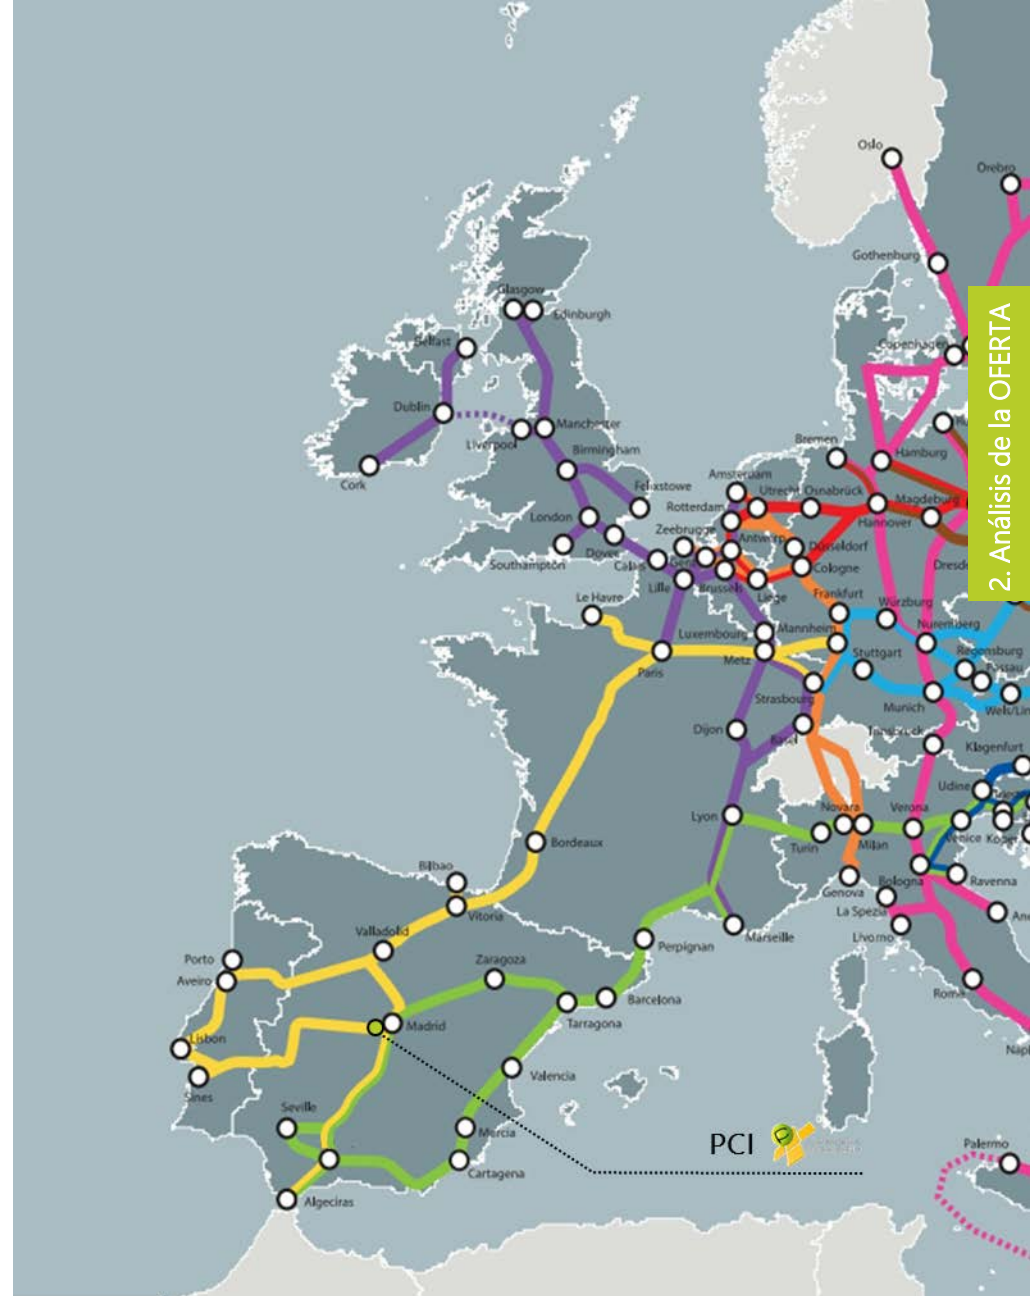 Oslo
Orebro
Gothenburg
Glasgow
Edinburgh
Belfast
Copenhagen
2. Análisis de la OFERTA
Dublin
Liverpool
Manchester
Birmingham
Cork
Bremen
Hamburg
Felixstowe
Amsterdam
Utrecht
Osnabrück
Magdeburg
Rotterdam
Hannover
London
Dover
Southampton
Zeebrugge
Antwerp
Düsseldorf
Calais
Cologne
Lille
Brussels
Liege
Le Havre
Frankfurt
Würzburg
Luxembourg
Mannheim
Nuremberg
Paris
Metz
Stuttgart
Regensburg
Passau
Strasbourg
Munich
Dijon
Basel
Innsbruck
Klagenfurt
Udine
Lyon
Novara
Verona
Turin
Milan
Venice
Koper
Bordeaux
Bilbao
Genova
Bologna
Ravenna
Vitoria
La Spezia
Livorno
Valladolid
Marseille
Perpignan
Porto
Aveiro
Zaragoza
Roma
Barcelona
Tarragona
Madrid
Lisbon
Sines
Valencia
Seville
Murcia
PCI
Palermo
Cartagena
Algeciras